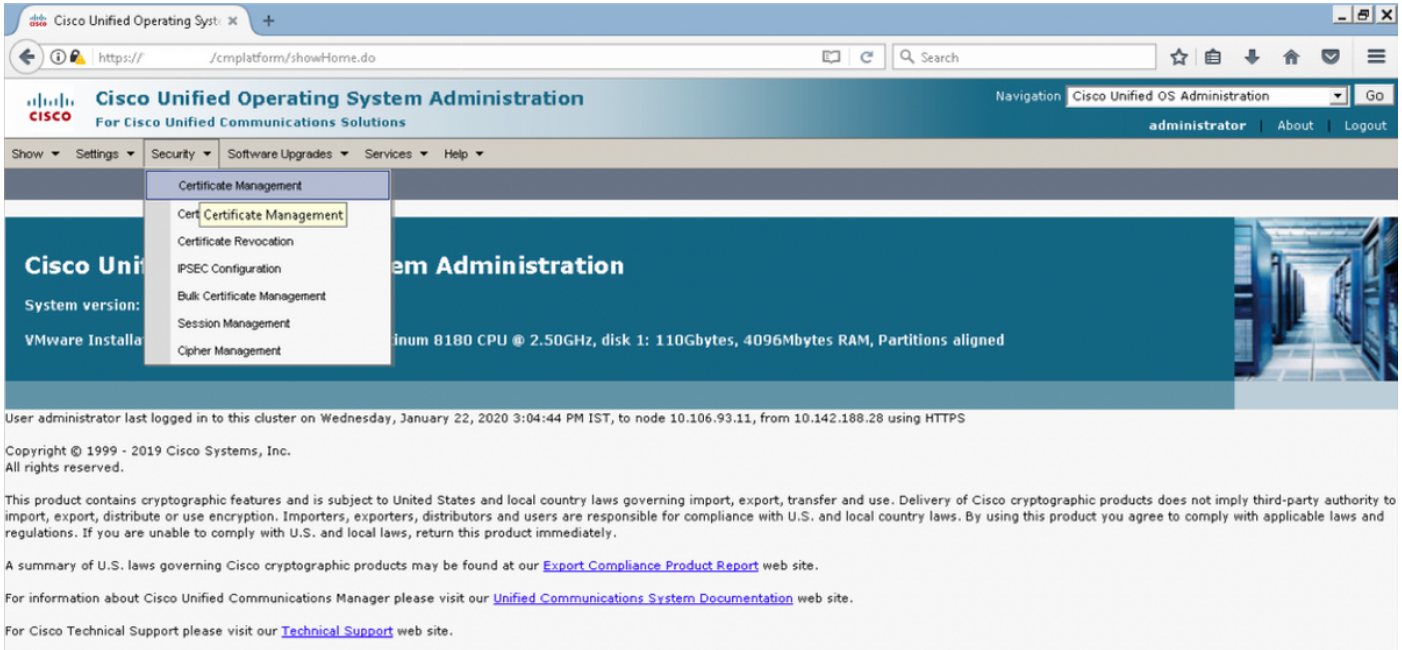 Cisco Unified Operating Syst
https:// /cmplatform/showHome.do
Search
CISCO
Cisco Unified Operating System Administration
For Cisco Unified Communications Solutions
Navigation Cisco Unified OS Administration Go
administrator | About | Logout
Show Settings Security Software Upgrades Services Help
Certificate Management
Cert
Certificate Management
Certificate Revocation
IPSEC Configuration
Bulk Certificate Management
Session Management
Cipher Management
Cisco Uni em Administration
System version:
VMware Installa inum 8180 CPU @ 2.50GHz, disk 1: 110Gbytes, 4096Mbytes RAM, Partitions aligned
User administrator last logged in to this cluster on Wednesday, January 22, 2020 3:04:44 PM IST, to node 10.106.93.11, from 10.142.188.28 using HTTPS
Copyright © 1999 - 2019 Cisco Systems, Inc.
All rights reserved.
This product contains cryptographic features and is subject to United States and local country laws governing import, export, transfer and use. Delivery of Cisco cryptographic products does not imply third-party authority to
import, export, distribute or use encryption. Importers, exporters, distributors and users are responsible for compliance with U.S. and local country laws. By using this product you agree to comply with applicable laws and
regulations. If you are unable to comply with U.S. and local laws, return this product immediately.
A summary of U.S. laws governing Cisco cryptographic products may be found at our Export Compliance Product Report web site.
For information about Cisco Unified Communications Manager please visit our Unified Communications System Documentation web site.
For Cisco Technical Support please visit our Technical Support web site.